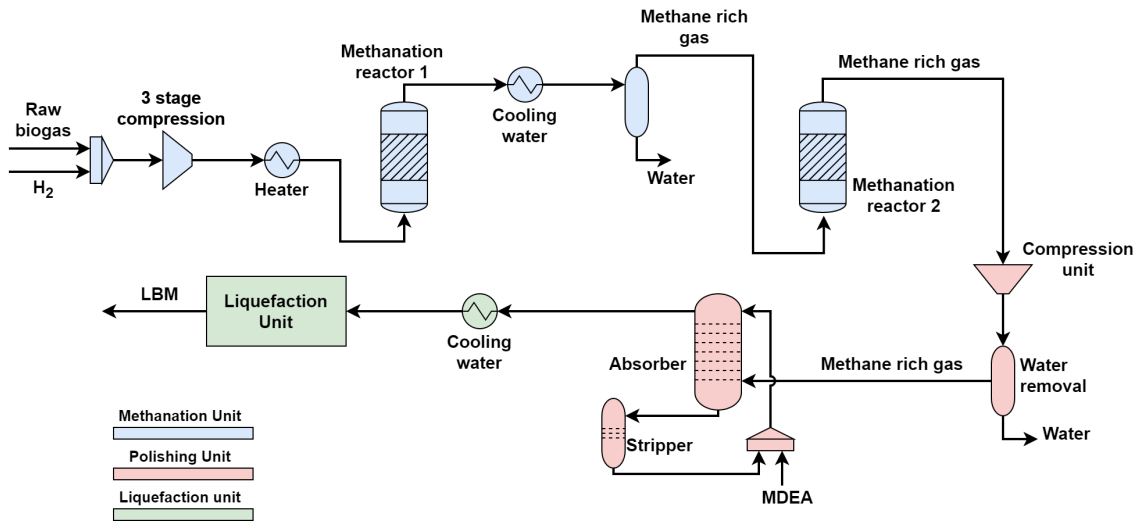 Methane rich
gas
Methanation
reactor 1
Methane rich gas
3 stage
compression
Raw
biogas
Cooling
water
H2
Heater
Water
Methanation
reactor 2
Compression
unit
LBM
Liquefaction
Unit
Cooling
water
Absorber
Methane rich gas
Water
removal
Methanation Unit
Stripper
Water
Polishing Unit
MDEA
Liquefaction unit